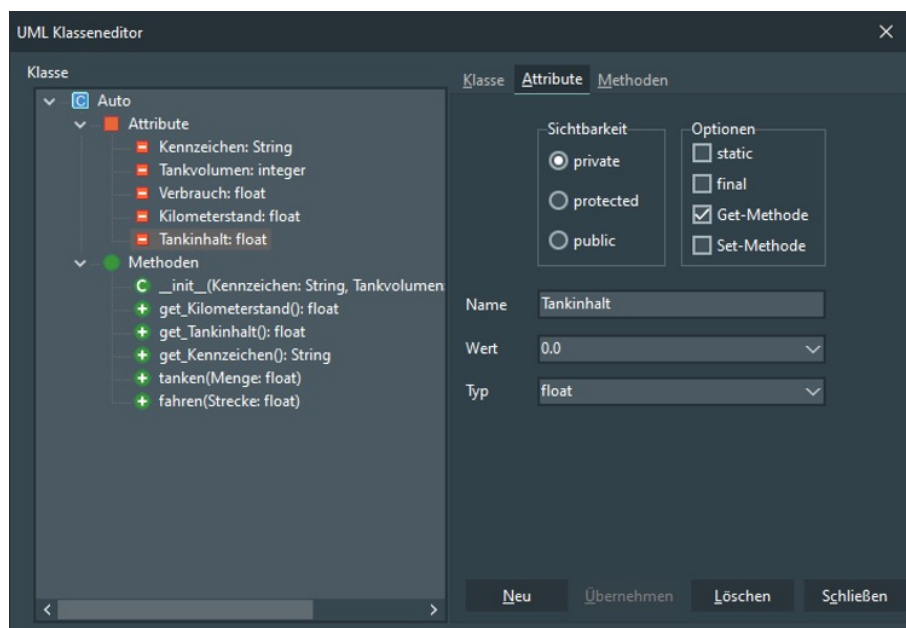 UML Klasseneditor
Klasse
Auto
Attribute
Kennzeichen: String
Tankvolumen: integer
Verbrauch: float
Kilometerstand: float
Tankinhalt: float
Methoden
__init__(Kennzeichen: String, Tankvolumen:
get_Kilometerstand(): float
get_Tankinhalt(): float
get_Kennzeichen(): String
tanken(Menge: float)
fahren(Strecke: float)
Klasse Attribute Methoden
Sichtbarkeit
private
protected
public
Optionen
static
final
Get-Methode
Set-Methode
Name Tankinhalt
Wert 0.0
Typ float
Neu Übernehmen Löschen Schließen